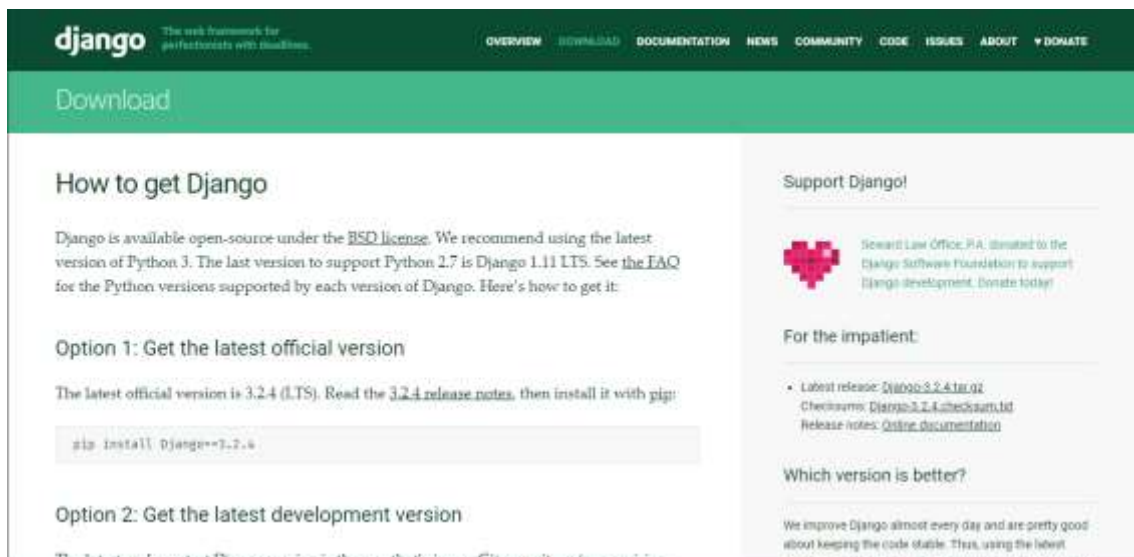 django The web framework for
perfectionists with deadlines.
OVERVIEW DOWNLOAD DOCUMENTATION NEWS COMMUNITY CODE ISSUES ABOUT ♥ DONATE
Download
How to get Django
Django is available open-source under the BSD license. We recommend using the latest
version of Python 3. The last version to support Python 2.7 is Django 1.11 LTS. See the FAQ
for the Python versions supported by each version of Django. Here's how to get it:
Option 1: Get the latest official version
The latest official version is 3.2.4 (LTS). Read the 3.2.4 release notes, then install it with pip:
pip install Django==3.2.4
Option 2: Get the latest development version
Support Django!
Seward Law Office, P.A. donated to the
Django Software Foundation to support
Django development. Donate today!
For the impatient:
• Latest release: Django-3.2.4.tar.gz
Checksums: Django-3.2.4.checksum.txt
Release notes: Online documentation
Which version is better?
We improve Django almost every day and are pretty good
about keeping the code stable. Thus, using the latest